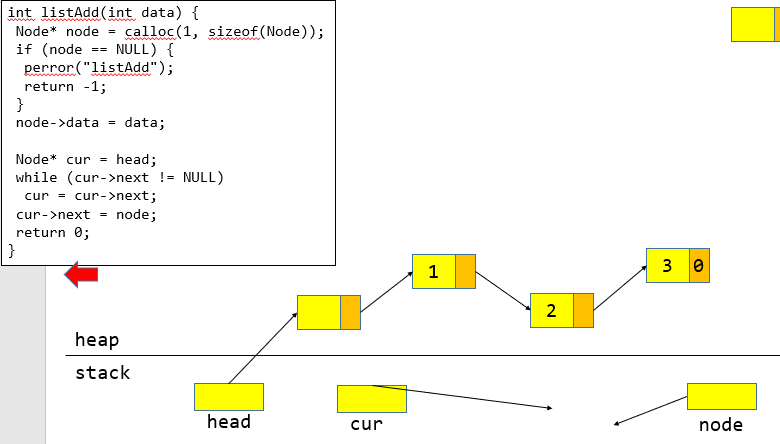 int listAdd(int data) {
 Node* node = calloc(1, sizeof(Node));
 if (node == NULL) {
  perror("listAdd");
  return -1;
 }
 node->data = data;

 Node* cur = head;
 while (cur->next != NULL)
  cur = cur->next;
 cur->next = node;
 return 0;
}
1
3 0
2
heap
stack
head
cur
node